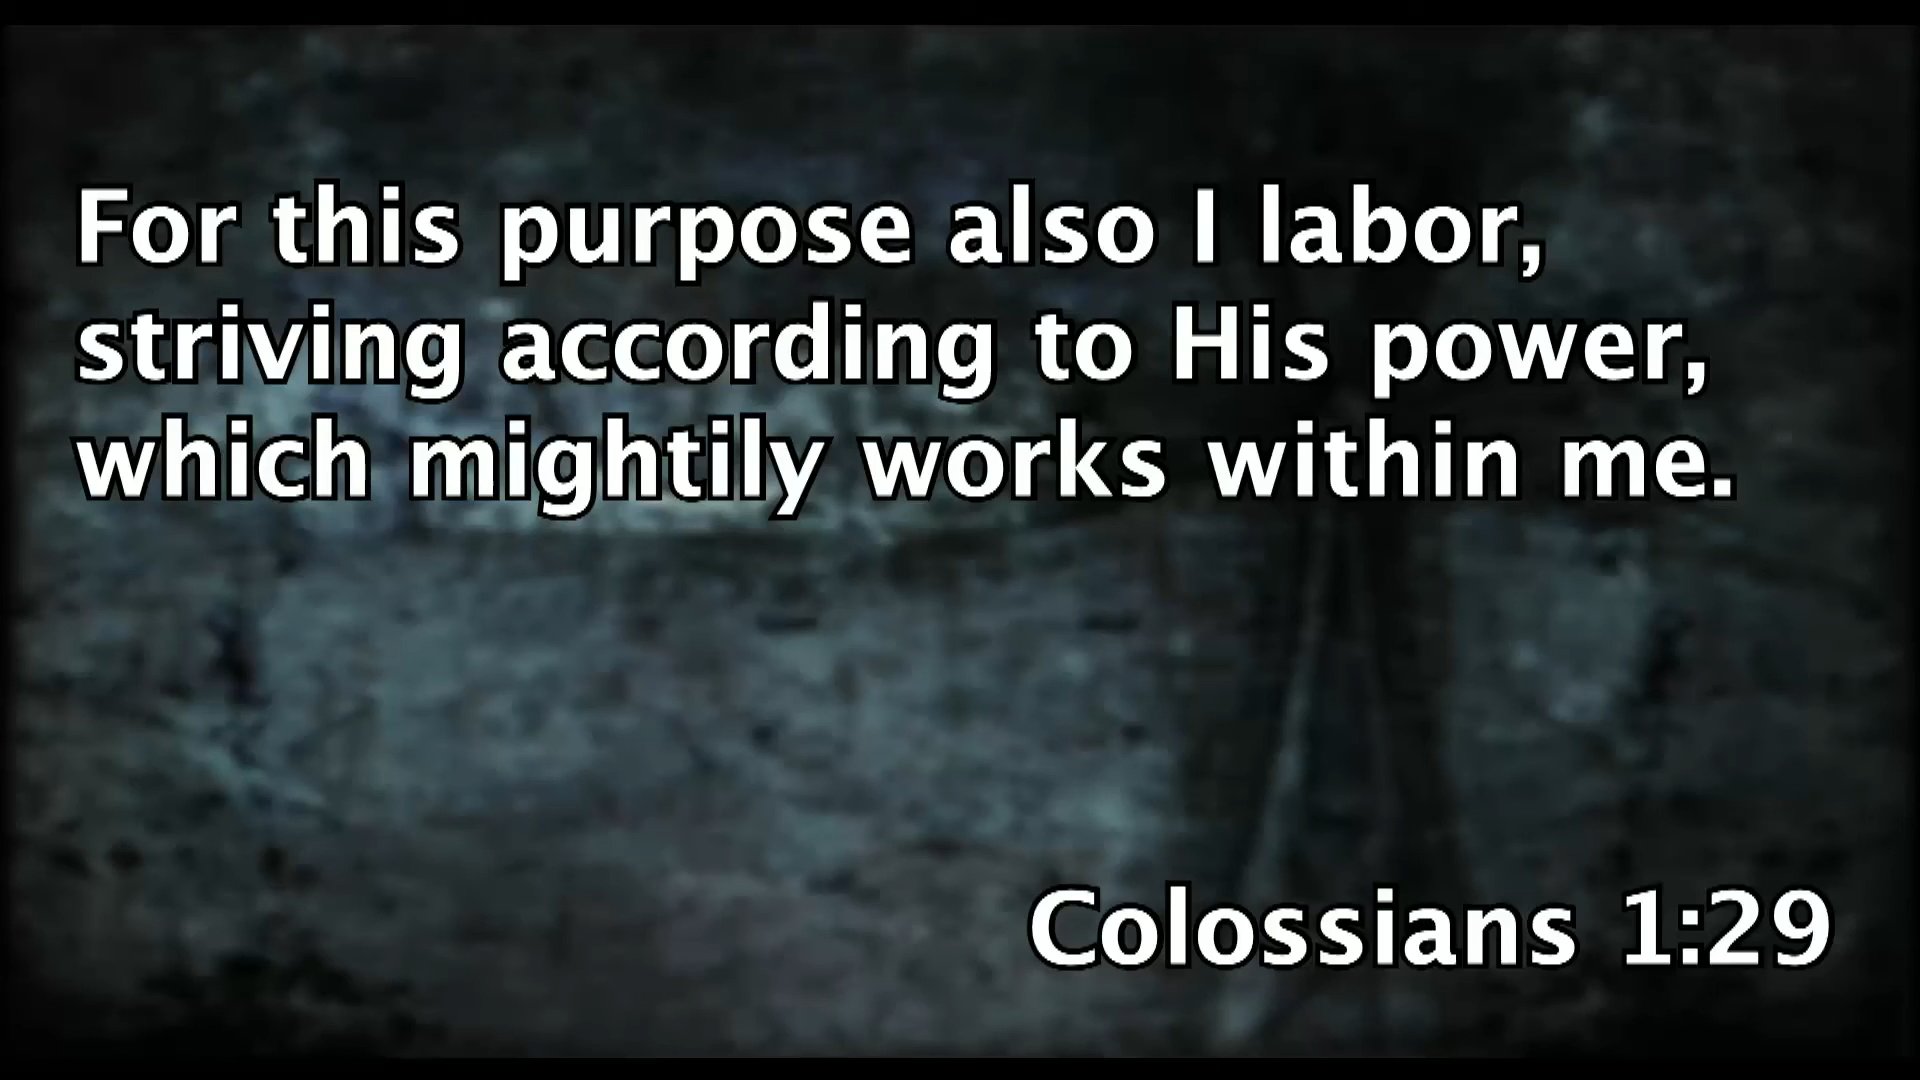 For this purpose also I labor,
striving according to His power,
which mightily works within me.
Colossians 1:29